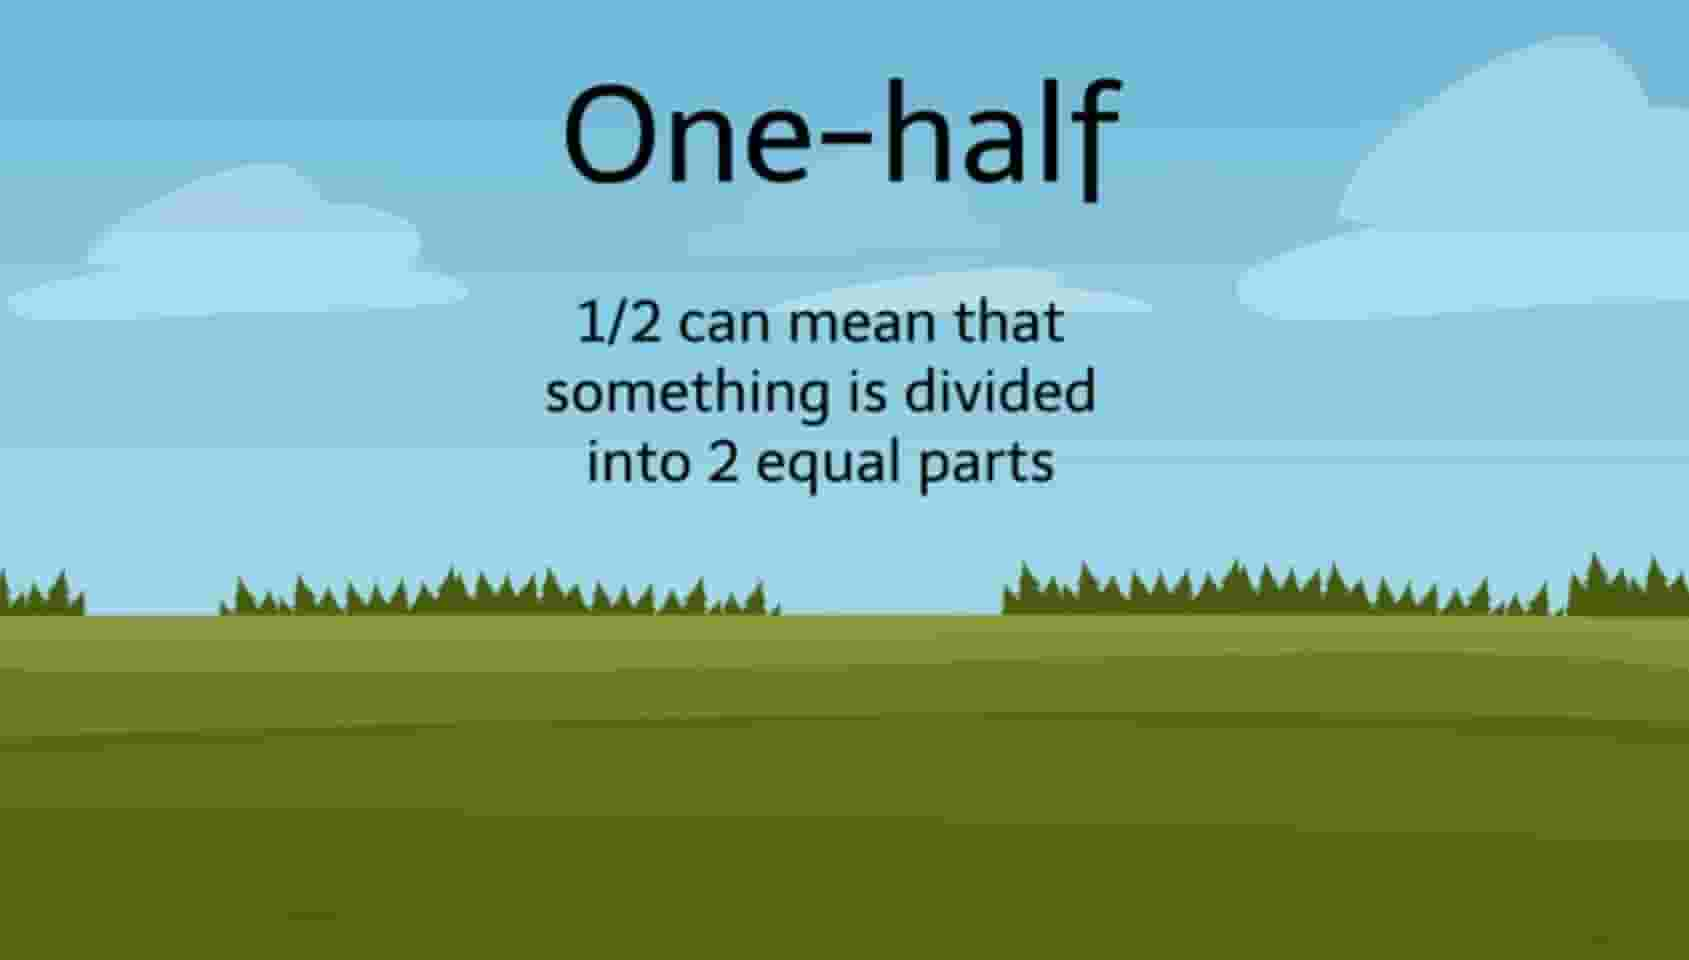 One-half
1/2 can mean that
something is divided
into 2 equal parts